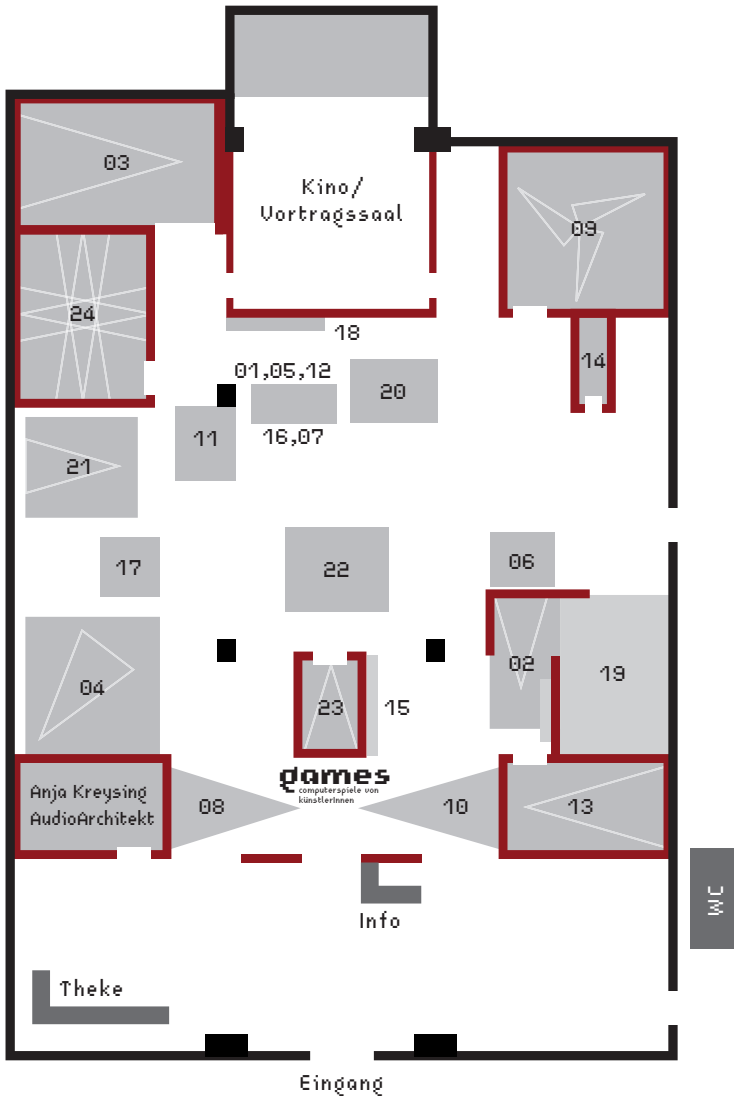 03
Kino/
Vortragssaal
09
24
18
14
01,05,12
20
16,07
11
21
17
22
06
02
19
04
23
15
games
computerspiele von
künstlerInnen
Anja Kreysing
AudioArchitekt
08
10
13
Info
WC
Theke
Eingang